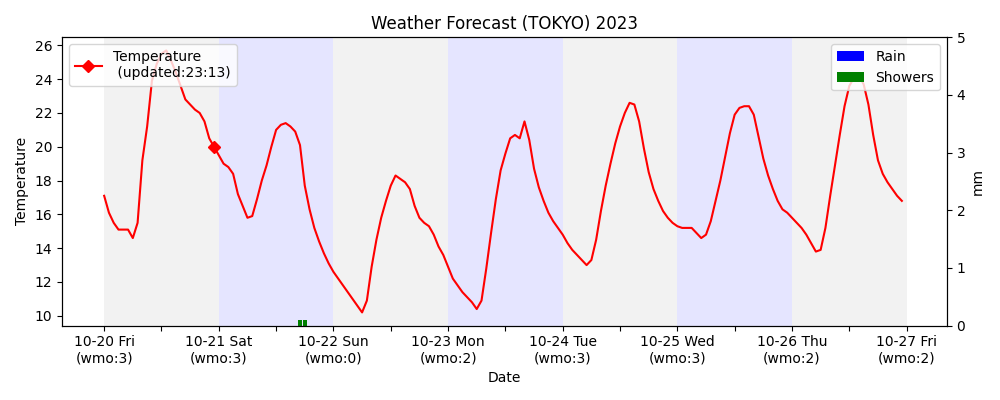 Weather Forecast (TOKYO) 2023
Temperature
(updated:23:13)
Rain
Showers
Temperature
26
24
22
20
18
16
14
12
10
5
4
3
2
1
0
mm
10-20 Fri
(wmo:3)
10-21 Sat
(wmo:3)
10-22 Sun
(wmo:0)
10-23 Mon
(wmo:2)
10-24 Tue
(wmo:3)
10-25 Wed
(wmo:3)
10-26 Thu
(wmo:2)
10-27 Fri
(wmo:2)
Date